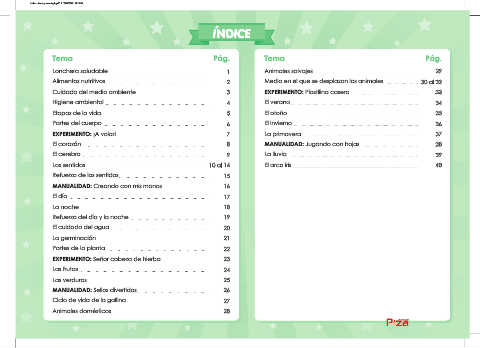 ÍNDICE
Tema Pág.
Lonchera saludable 1
Alimentos nutritivos 2
Cuidado del medio ambiente 3
Higiene ambiental 4
Etapas de la vida 5
Partes del cuerpo 6
EXPERIMENTO: ¡A volar! 7
El corazón 8
El cerebro 9
Los sentidos 10 al 14
Refuerzo de los sentidos 15
MANUALIDAD: Creando con mis manos 16
El día 17
La noche 18
Refuerzo del día y la noche 19
El cuidado del agua 20
La germinación 21
Partes de la planta 22
EXPERIMENTO: Señor cabeza de hierba 23
Las frutas 24
Las verduras 25
MANUALIDAD: Sellos divertidos 26
Ciclo de vida de la gallina 27
Animales domésticos 28
Tema Pág.
Animales salvajes 29
Medio en el que se desplazan los animales 30 al 32
EXPERIMENTO: Plastilina casera 33
El verano 34
El otoño 35
El invierno 36
La primavera 37
MANUALIDAD: Jugando con hojas 38
La lluvia 39
El arco iris 40